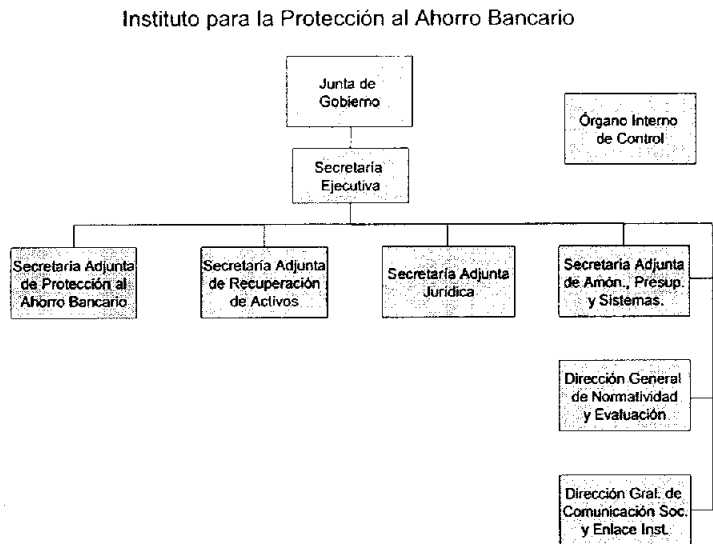 Instituto para la Protección al Ahorro Bancario
Junta de
Gobierno
Órgano Interno
de Control
Secretaría
Ejecutiva
Secretaría Adjunta
de Protección al
Ahorro Bancario
Secretaría Adjunta
de Recuperación
de Activos
Secretaría Adjunta
Jurídica
Secretaría Adjunta
de Amón., Presup.
y Sistemas.
Dirección General
de Normatividad
y Evaluación
Dirección Gral. de
Comunicación Soc.
y Enlace Inst.